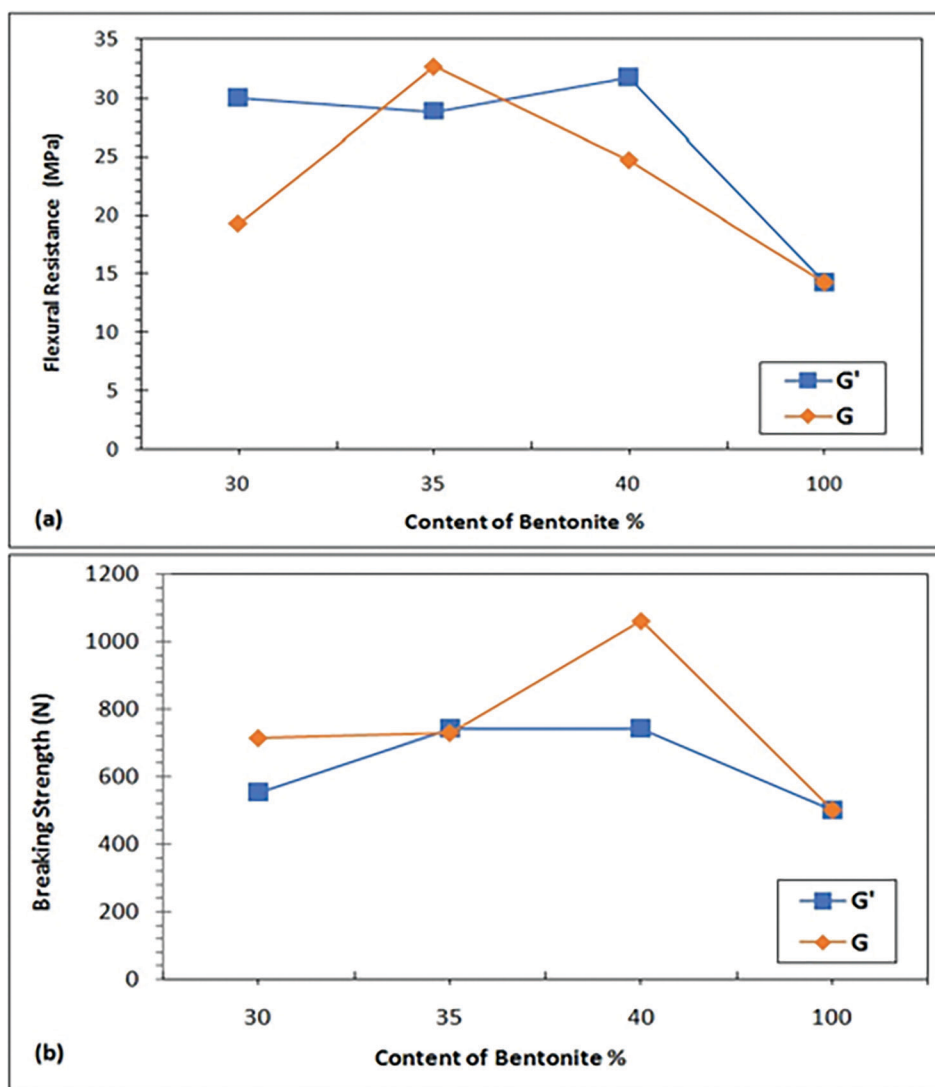 35
30
25
20
15
10
5
0
Flexural Resistance (MPa)
G'
G
30 35 40 100
(a)
Content of Bentonite %
1200
1000
800
600
400
200
0
Breaking Strength (N)
G'
G
30 35 40 100
(b)
Content of Bentonite %